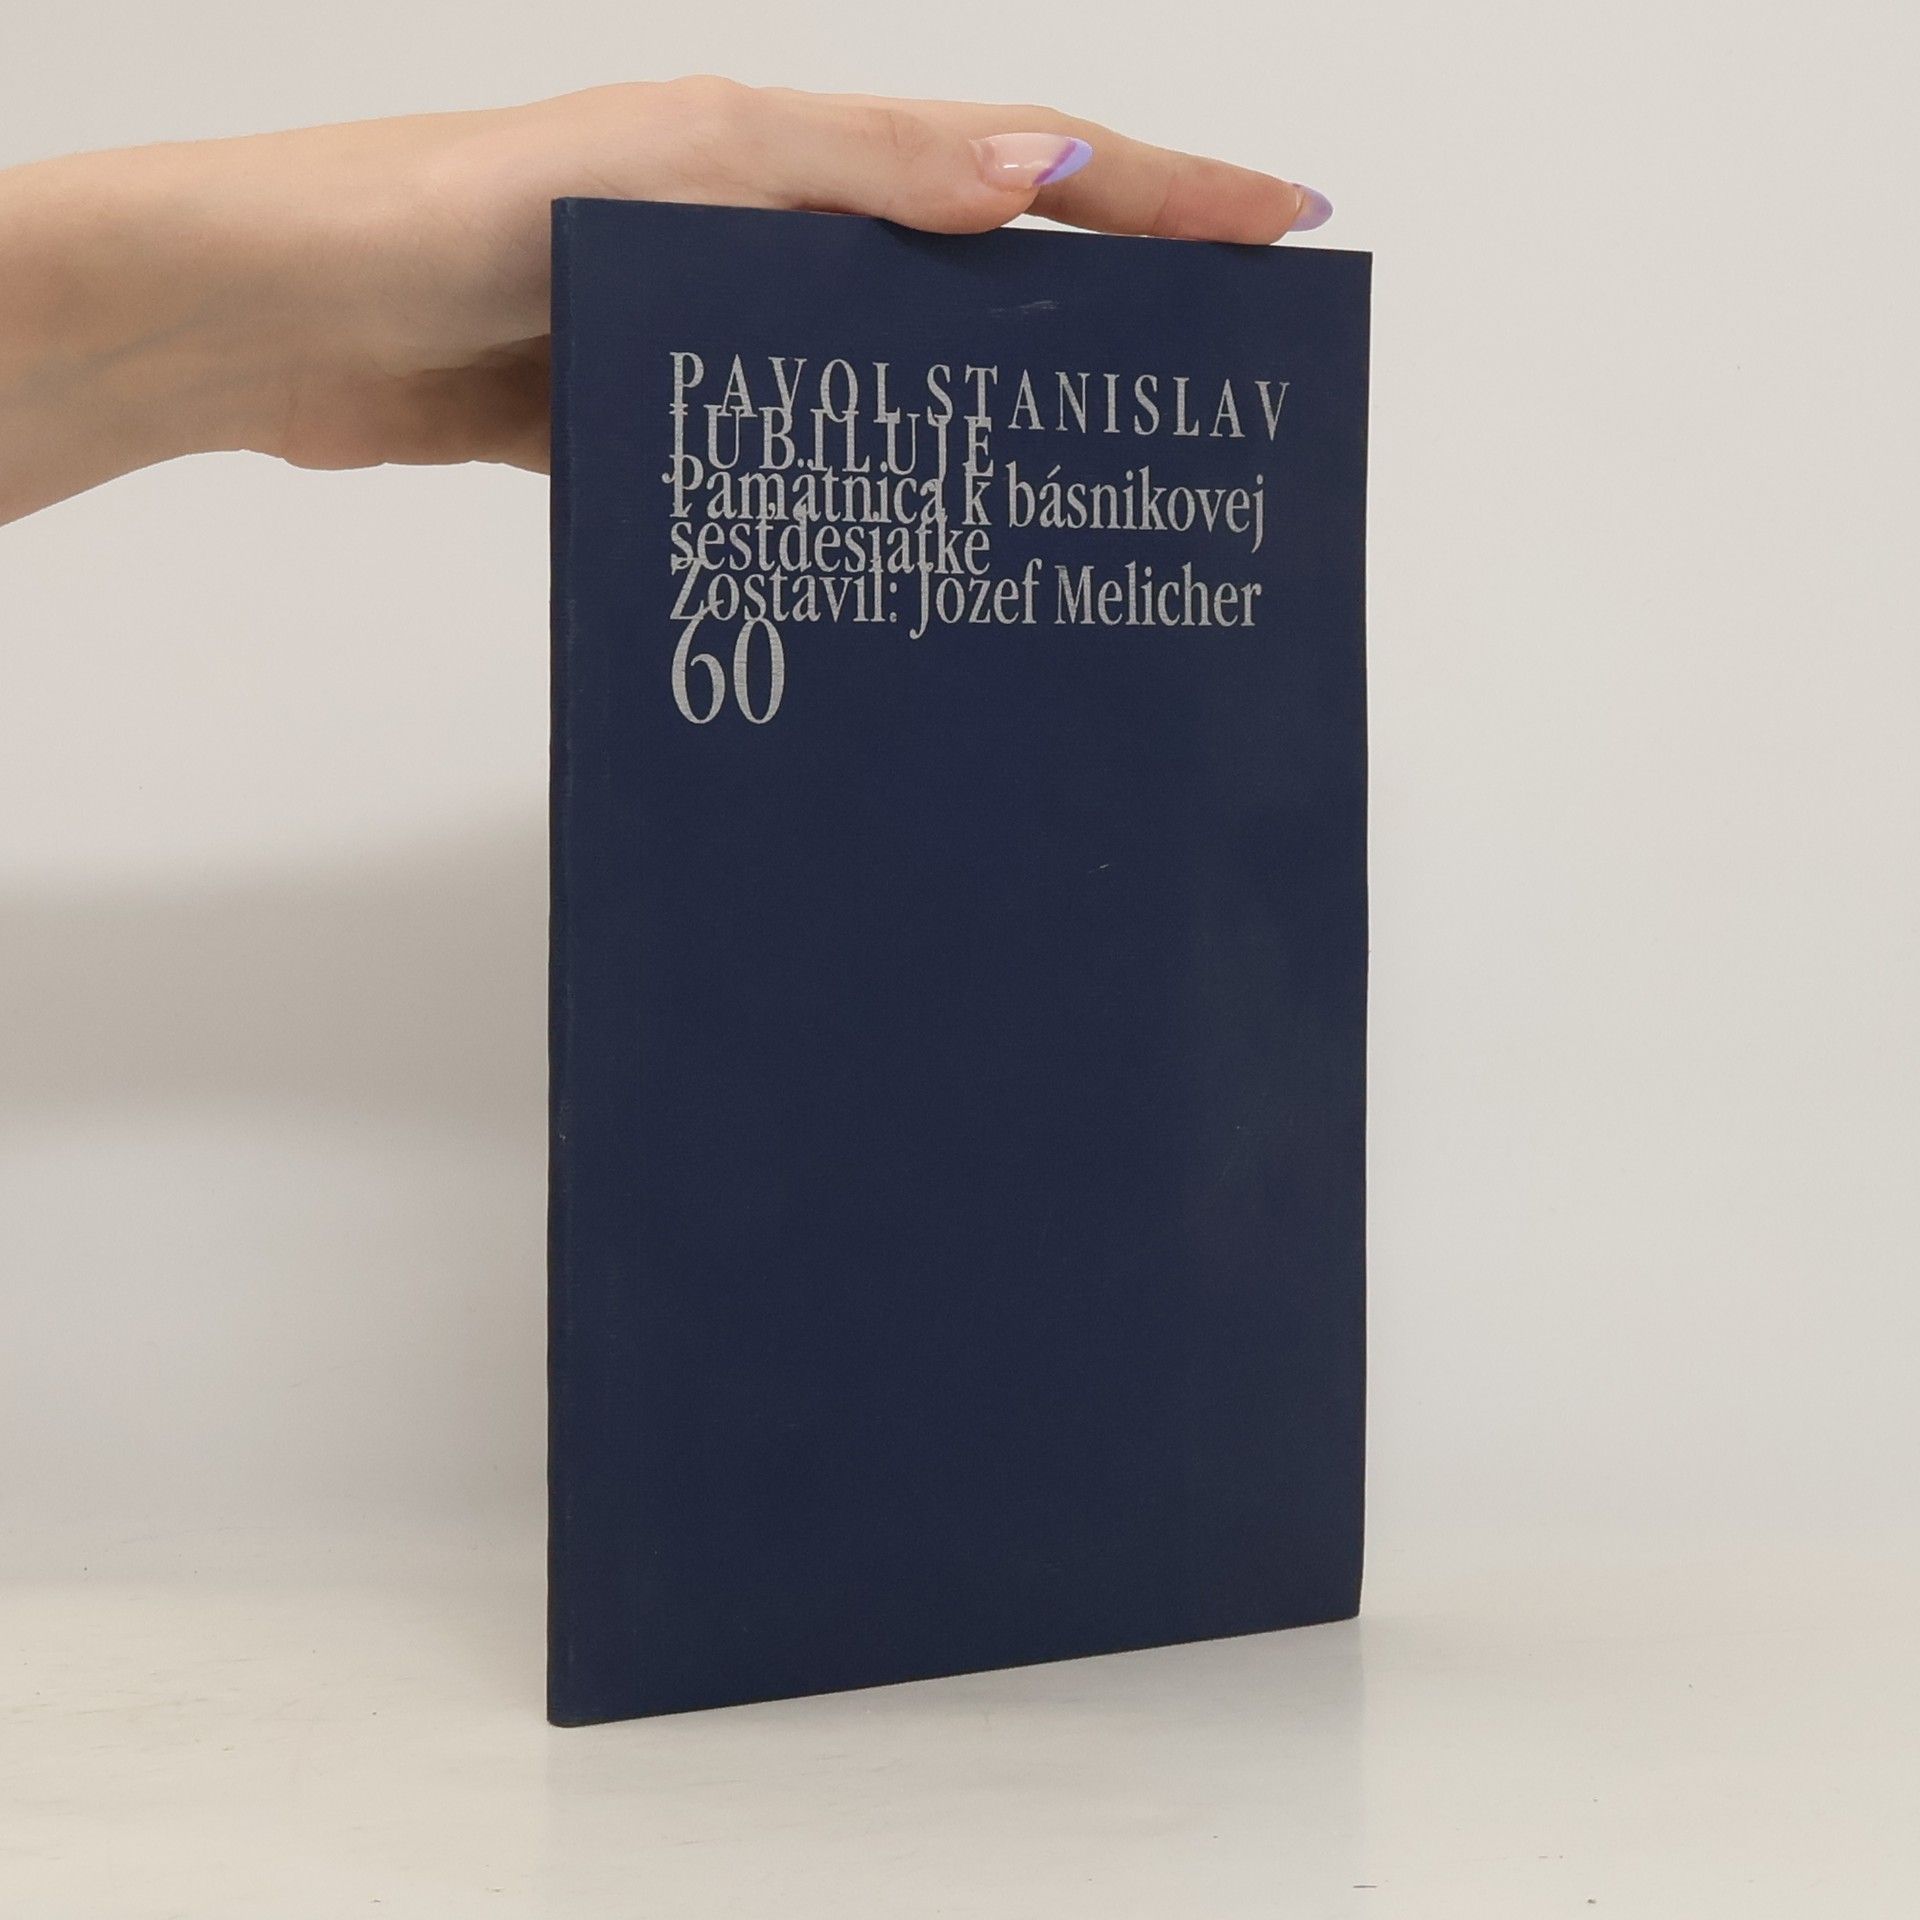 PAVOL STANISLAV
JUBILUJE
Pamätnica k básnikovej
šesťdesiatke
Zostavil: Jozef Melicher
60